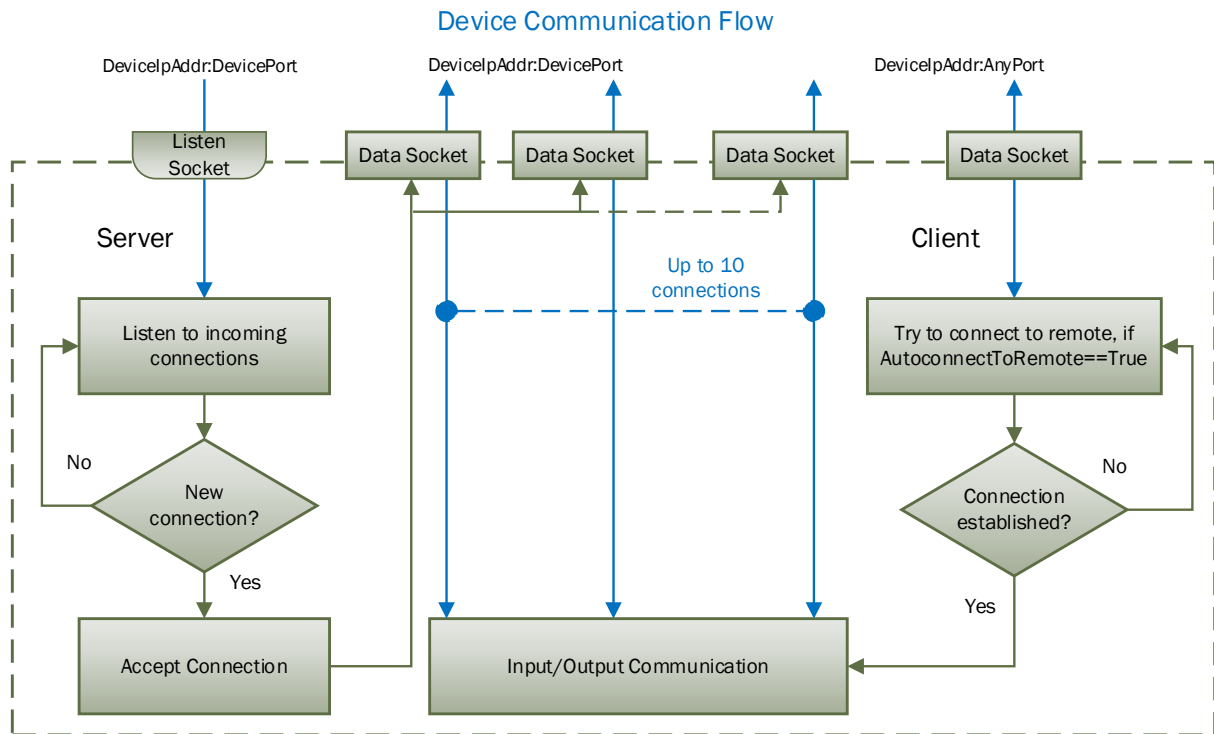 Device Communication Flow
DeviceIpAddr:DevicePort
DeviceIpAddr:DevicePort
DeviceIpAddr:AnyPort
Listen
Socket
Data Socket
Data Socket
Data Socket
Data Socket
Server
Client
Up to 10
connections
Listen to incoming
connections
Try to connect to remote, if
AutoconnectToRemote==True
No
New
connection?
Yes
No
Connection
established?
Yes
Accept Connection
Input/Output Communication